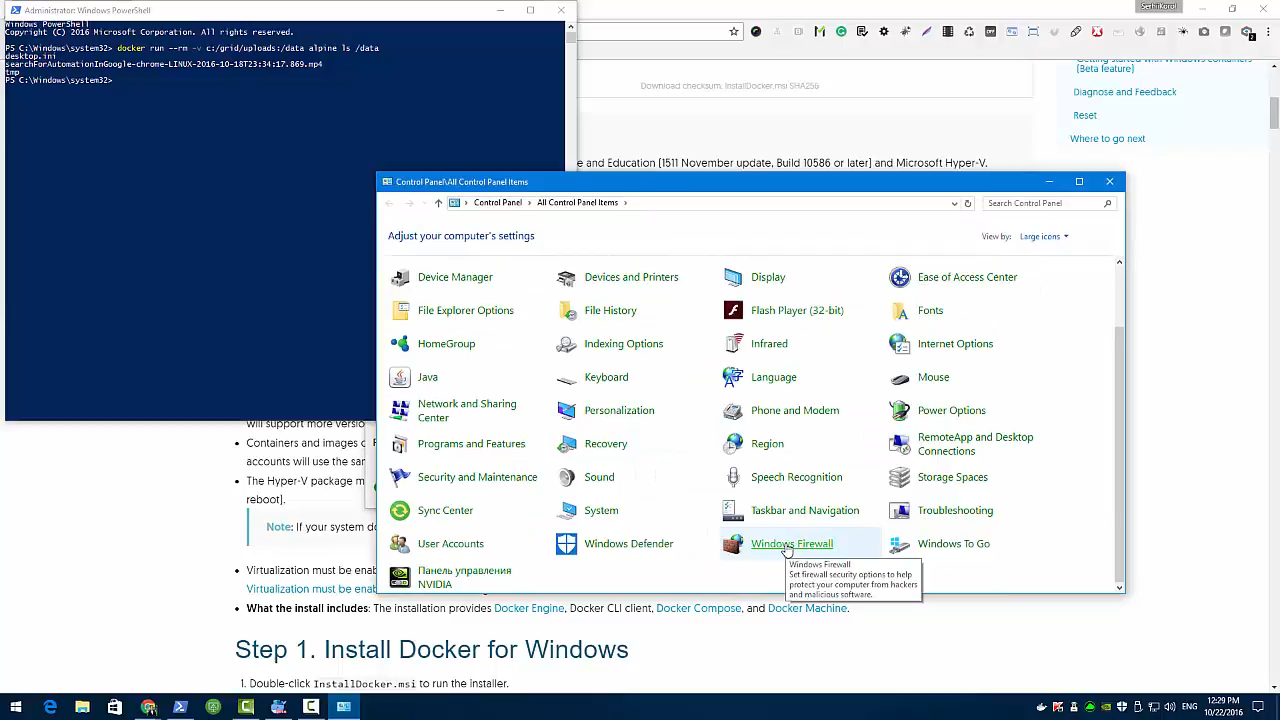 Administrator: Windows PowerShell
Windows PowerShell
Copyright (C) 2016 Microsoft Corporation. All rights reserved.
PS C:\Windows\system32> docker run --rm -v c:/grid/uploads:/data alpine ls /data
desktop.ini
searchForAutomationInGoogle-chrome-LINUX-2016-10-18T23:34:17.869.mp4
tmp
PS C:\Windows\system32>
Download checksum. InstallDocker.msi SHA256
Getting started with Windows Containers
(Beta feature)
Diagnose and Feedback
Reset
Where to go next
e and Education [1511 November update, Build 10586 or later] and Microsoft Hyper-V.
Control Panel\All Control Panel Items
Control Panel
All Control Panel Items
Search Control Panel
Adjust your computer's settings
View by: Large icons
Device Manager
Devices and Printers
Display
Ease of Access Center
File Explorer Options
File History
Flash Player (32-bit)
Fonts
HomeGroup
Indexing Options
Infrared
Internet Options
Java
Keyboard
Language
Mouse
Network and Sharing
Center
Personalization
Phone and Modem
Power Options
Programs and Features
Recovery
Region
RemoteApp and Desktop
Connections
Security and Maintenance
Sound
Speech Recognition
Storage Spaces
Sync Center
System
Taskbar and Navigation
Troubleshooting
User Accounts
Windows Defender
Windows Firewall
Windows To Go
Панель управления
NVIDIA
Windows Firewall
Set firewall security options to help
protect your computer from hackers
and malicious software.
will support more versio
Containers and images c
accounts will use the sar
The Hyper-V package m
reboot].
Note: If your system do
Virtualization must be enab
Virtualization must be enab
What the install includes: The installation provides Docker Engine, Docker CLI client, Docker Compose, and Docker Machine.
Step 1. Install Docker for Windows
1. Double-click InstallDocker.msi to run the installer.
ENG
12:29 PM
10/22/2016